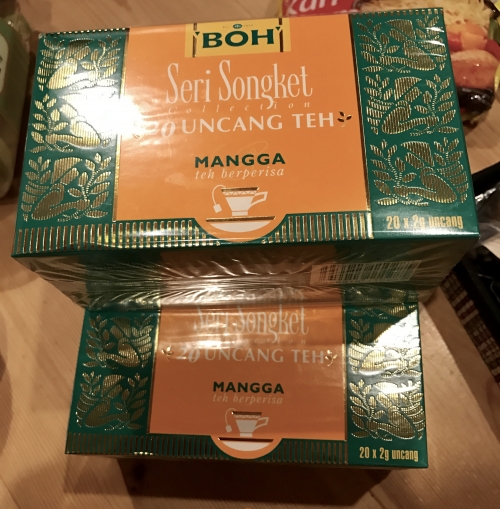 BOH
Seri Songket
Collection
20 UNCANG TEH
MANGGA
teh berperisa
20 x 2g uncang
Seri Songket
20 UNCANG TEH
MANGGA
teh berperisa
20 x 2g uncang